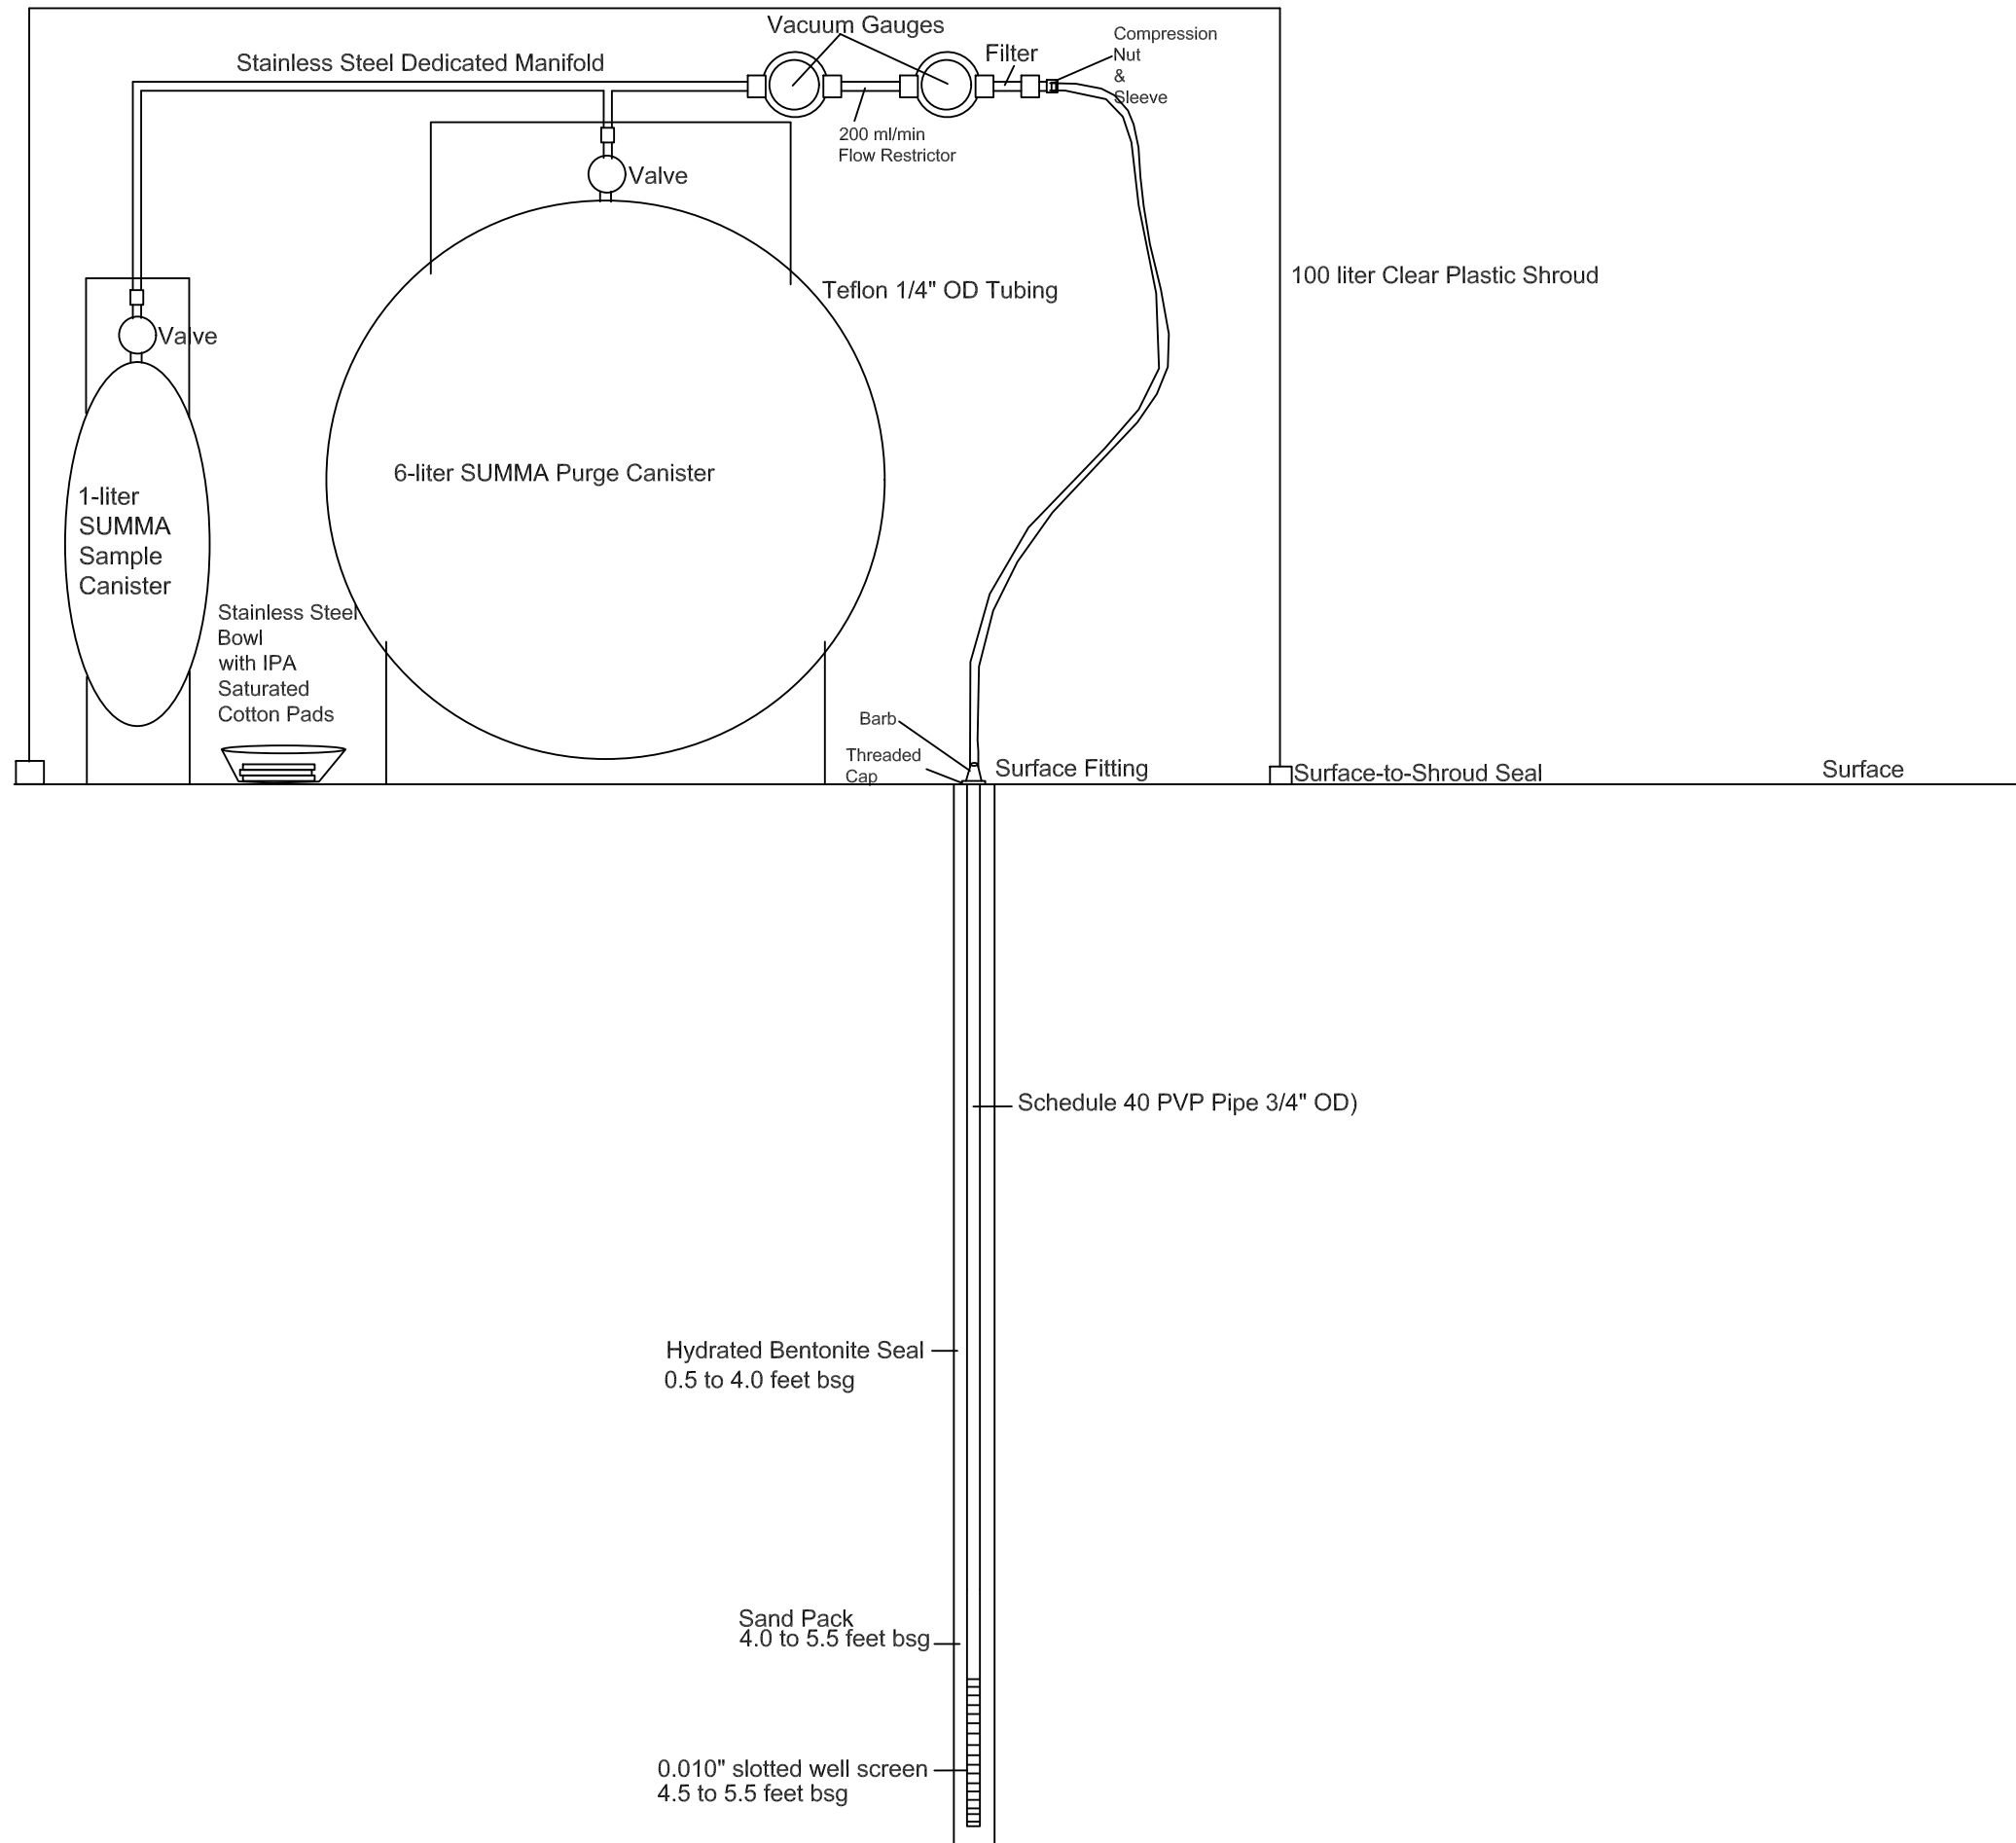 Vacuum Gauges
Compression
Nut
&
Sleeve
Filter
Stainless Steel Dedicated Manifold
200 ml/min
Flow Restrictor
Valve
100 liter Clear Plastic Shroud
Teflon 1/4" OD Tubing
Valve
6-liter SUMMA Purge Canister
1-liter
SUMMA
Sample
Canister
Stainless Steel
Bowl
with IPA
Saturated
Cotton Pads
Barb
Threaded
Cap
Surface Fitting
Surface-to-Shroud Seal
Surface
Schedule 40 PVP Pipe 3/4" OD)
Hydrated Bentonite Seal
0.5 to 4.0 feet bsg
Sand Pack
4.0 to 5.5 feet bsg
0.010" slotted well screen
4.5 to 5.5 feet bsg